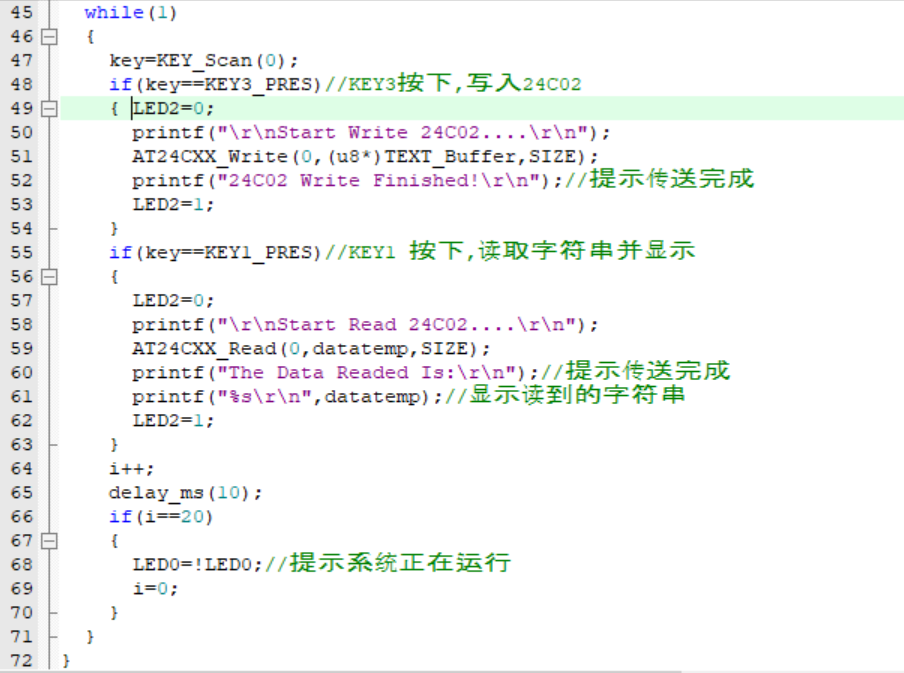 45 while(1)
46 {
47 key=KEY_Scan(0);
48 if(key==KEY3_PRES)//KEY3按下,写入24C02
49 { LED2=0;
50 printf("\r\nStart Write 24C02....\r\n");
51 AT24CXX_Write(0,(u8*)TEXT_Buffer,SIZE);
52 printf("24C02 Write Finished!\r\n");//提示传送完成
53 LED2=1;
54 }
55 if(key==KEY1_PRES)//KEY1 按下,读取字符串并显示
56 {
57 LED2=0;
58 printf("\r\nStart Read 24C02....\r\n");
59 AT24CXX_Read(0,datatemp,SIZE);
60 printf("The Data Readed Is:\r\n");//提示传送完成
61 printf("%s\r\n",datatemp);//显示读到的字符串
62 LED2=1;
63 }
64 i++;
65 delay_ms(10);
66 if(i==20)
67 {
68 LED0=!LED0;//提示系统正在运行
69 i=0;
70 }
71 }
72 }